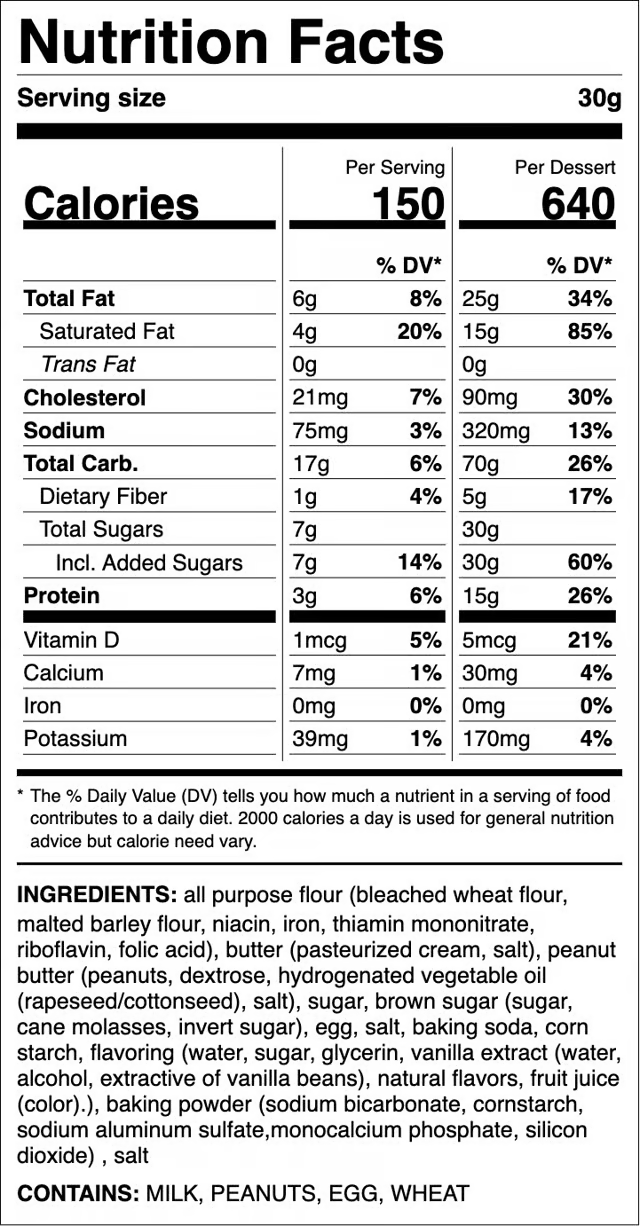 Nutrition Facts
Serving size 30g
Per Serving Per Dessert
Calories 150 640
% DV* % DV*
Total Fat 6g 8% 25g 34%
Saturated Fat 4g 20% 15g 85%
Trans Fat 0g 0g
Cholesterol 21mg 7% 90mg 30%
Sodium 75mg 3% 320mg 13%
Total Carb. 17g 6% 70g 26%
Dietary Fiber 1g 4% 5g 17%
Total Sugars 7g 30g
Incl. Added Sugars 7g 14% 30g 60%
Protein 3g 6% 15g 26%
Vitamin D 1mcg 5% 5mcg 21%
Calcium 7mg 1% 30mg 4%
Iron 0mg 0% 0mg 0%
Potassium 39mg 1% 170mg 4%
* The % Daily Value (DV) tells you how much a nutrient in a serving of food
contributes to a daily diet. 2000 calories a day is used for general nutrition
advice but calorie need vary.
INGREDIENTS: all purpose flour (bleached wheat flour,
malted barley flour, niacin, iron, thiamin mononitrate,
riboflavin, folic acid), butter (pasteurized cream, salt), peanut
butter (peanuts, dextrose, hydrogenated vegetable oil
(rapeseed/cottonseed), salt), sugar, brown sugar (sugar,
cane molasses, invert sugar), egg, salt, baking soda, corn
starch, flavoring (water, sugar, glycerin, vanilla extract (water,
alcohol, extractive of vanilla beans), natural flavors, fruit juice
(color).), baking powder (sodium bicarbonate, cornstarch,
sodium aluminum sulfate,monocalcium phosphate, silicon
dioxide) , salt
CONTAINS: MILK, PEANUTS, EGG, WHEAT